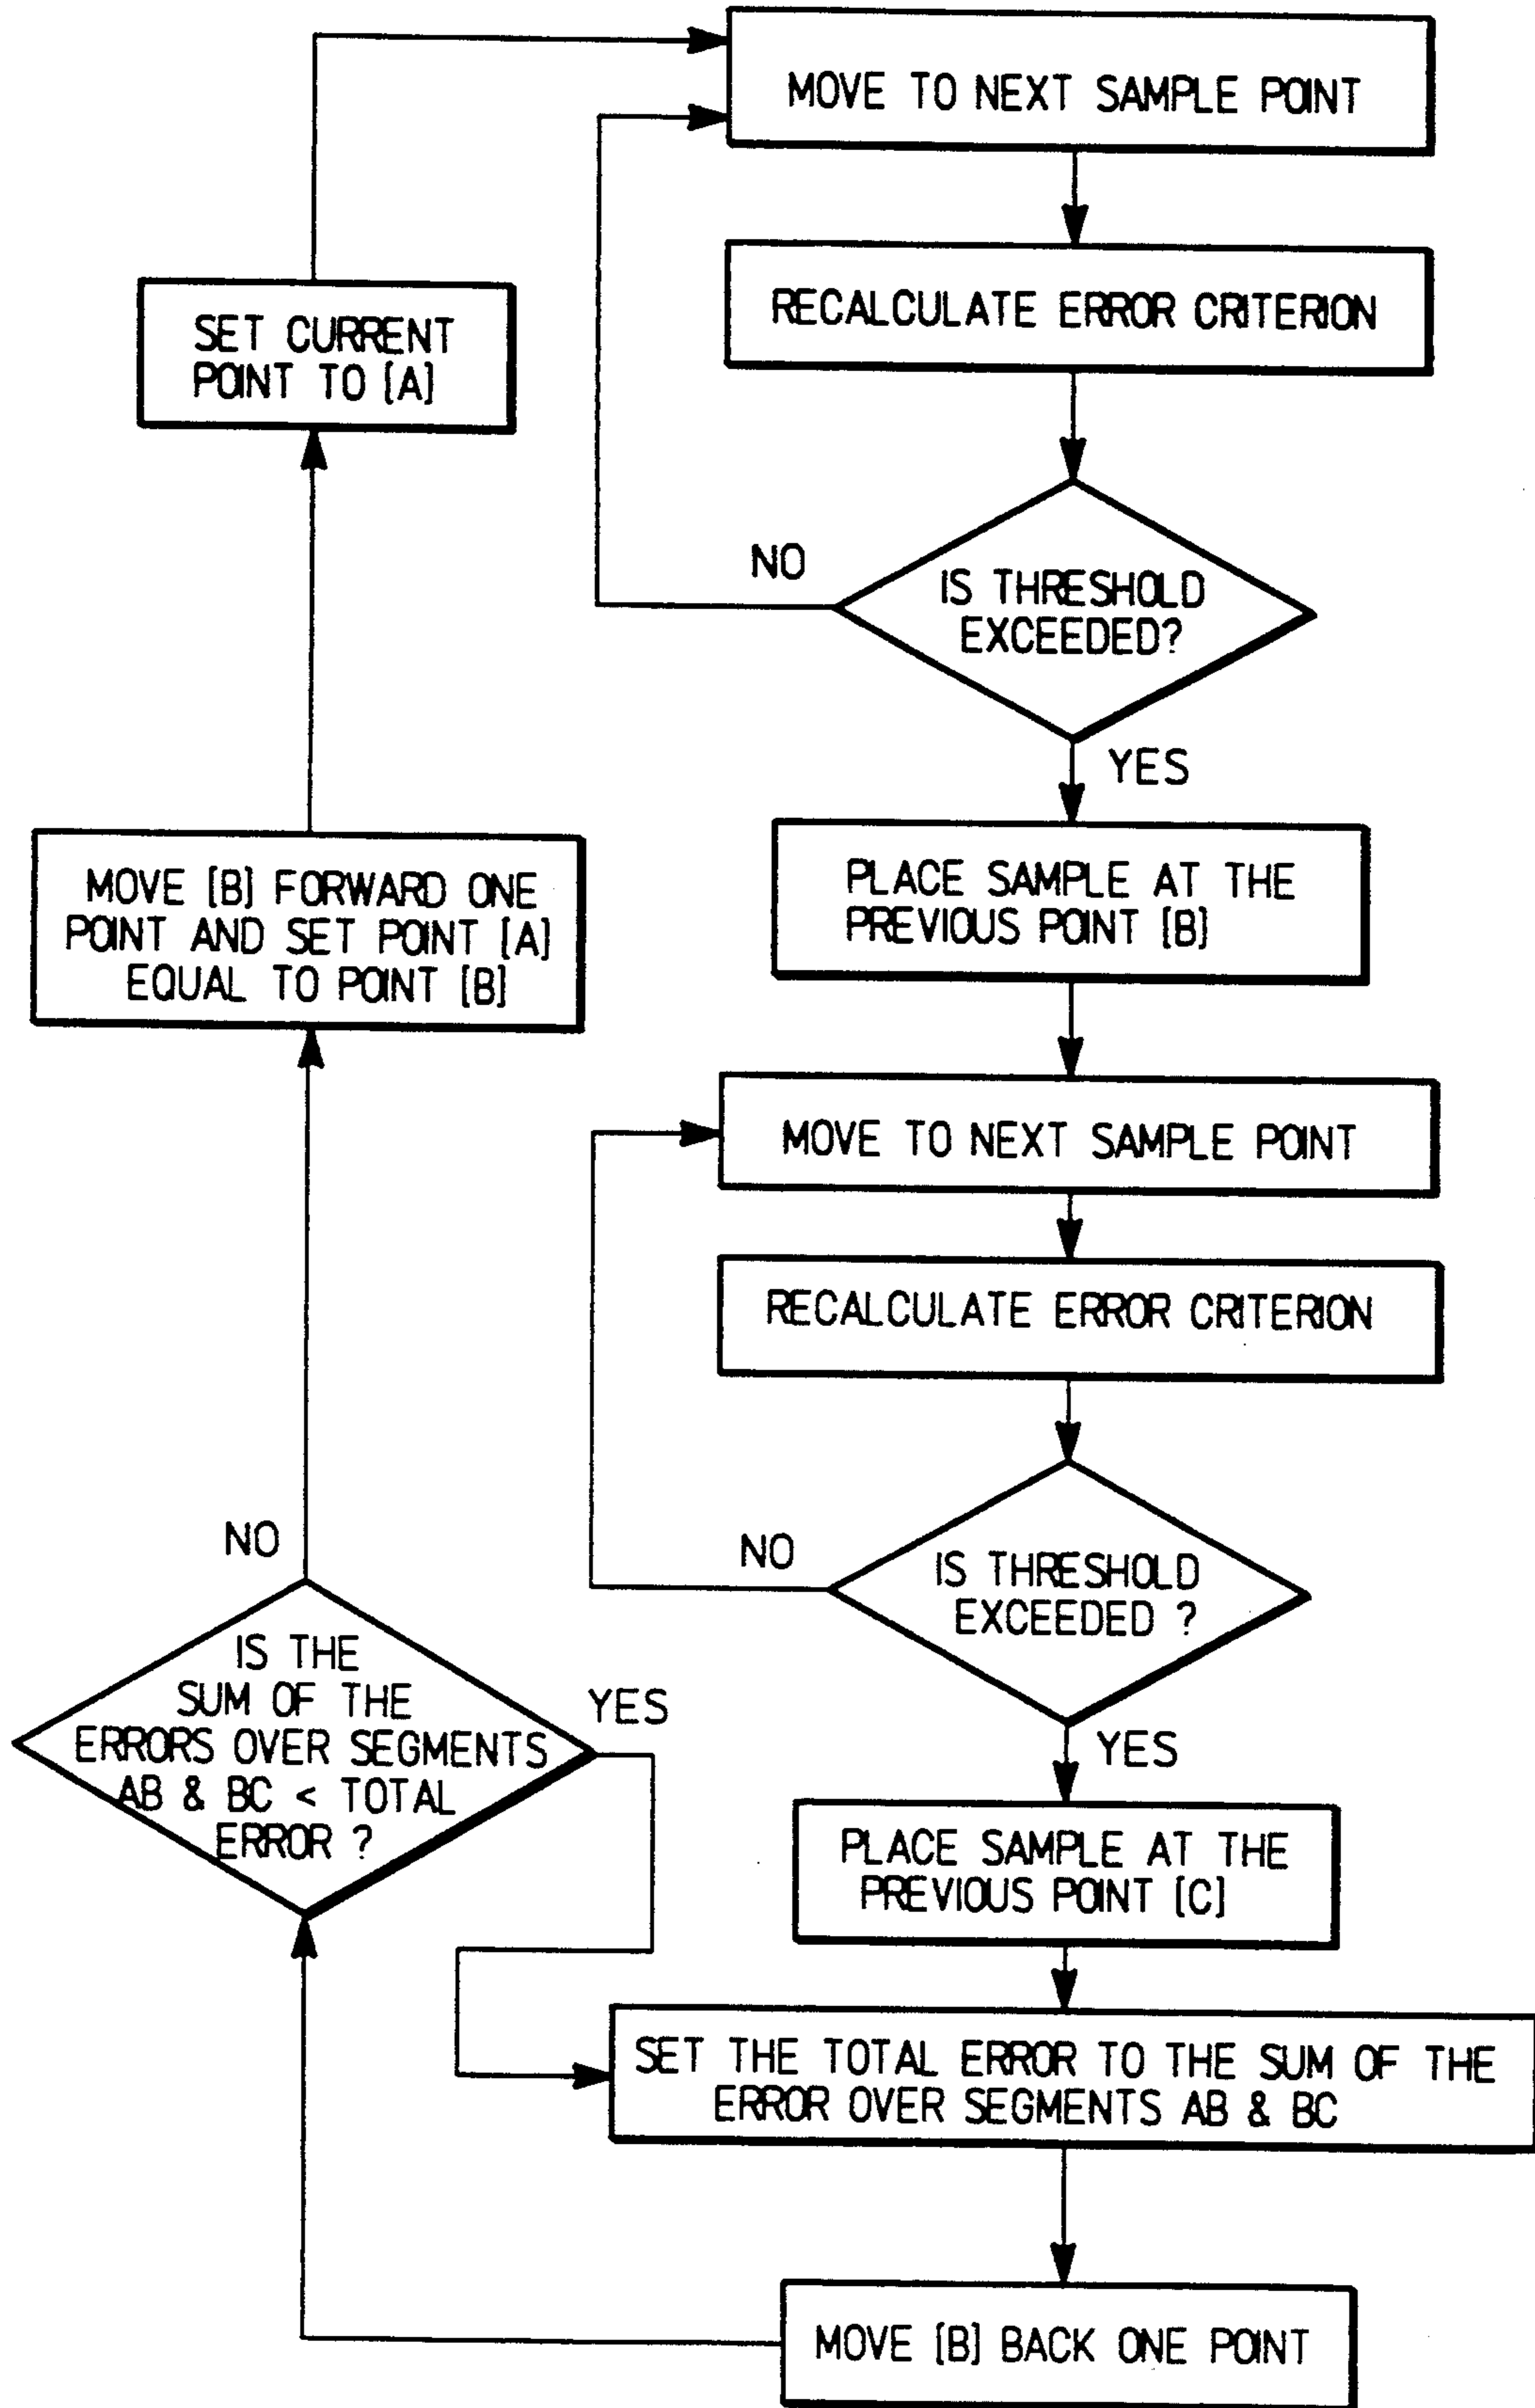 MOVE TO NEXT SAMPLE POINT
RECALCULATE ERROR CRITERION
SET CURRENT
POINT TO [A]
NO
IS THRESHOLD
EXCEEDED?
YES
PLACE SAMPLE AT THE
PREVIOUS POINT [B]
MOVE [B] FORWARD ONE
POINT AND SET POINT [A]
EQUAL TO POINT [B]
MOVE TO NEXT SAMPLE POINT
RECALCULATE ERROR CRITERION
NO
IS THRESHOLD
EXCEEDED ?
YES
NO
IS THE
SUM OF THE
ERRORS OVER SEGMENTS
AB & BC < TOTAL
ERROR ?
YES
PLACE SAMPLE AT THE
PREVIOUS POINT [C]
SET THE TOTAL ERROR TO THE SUM OF THE
ERROR OVER SEGMENTS AB & BC
MOVE [B] BACK ONE POINT